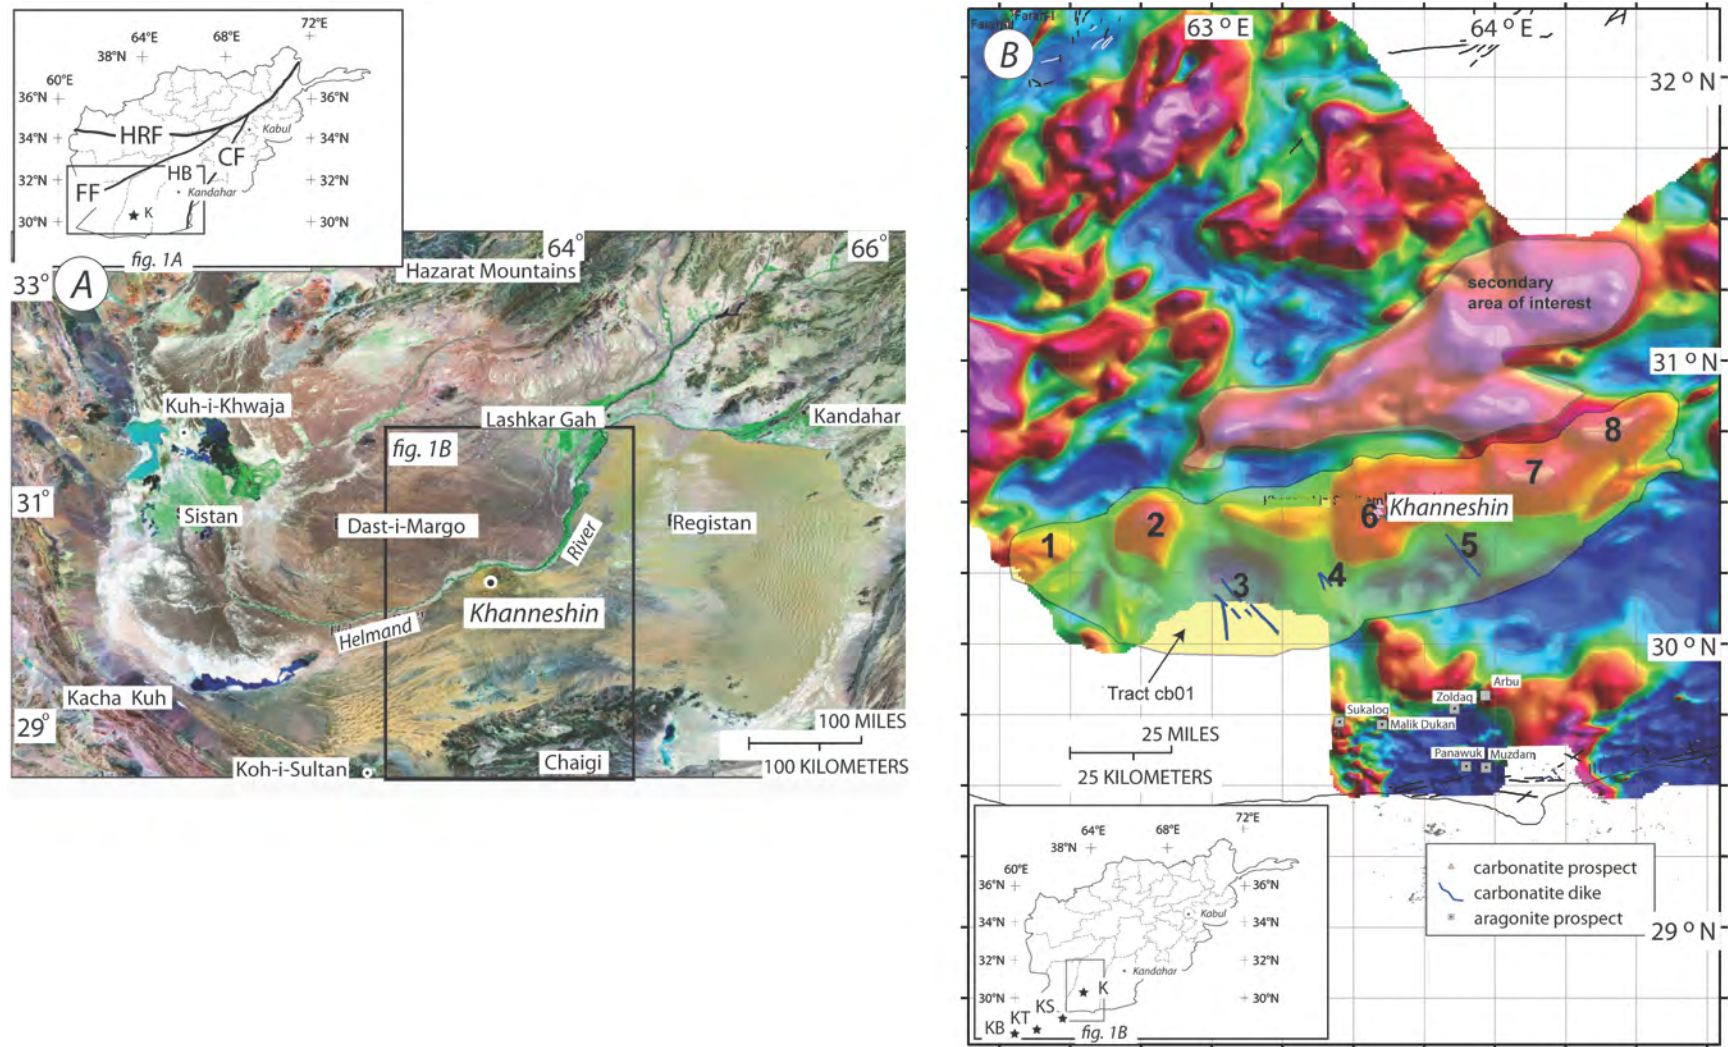 72°E
64°E
68°E
38°N
60°E
36°N
36°N
HRF
Kabul
34°N
34°N
CF
HB
32°N
32°N
FF
Kandahar
K
30°N
30°N
fig. 1A
33°
A
Hazarat Mountains
64°
66°
Kuh-i-Khwaja
Lashkar Gah
Kandahar
fig. 1B
31°
Sistan
Dast-i-Margo
River
Registan
Khanneshin
Helmand
Kacha Kuh
29°
100 MILES
Koh-i-Sultan
Chaigi
100 KILOMETERS
B
63 °E
64 °E
32 °N
secondary
area of interest
31 °N
8
7
2
6
Khanneshin
1
5
3
4
30 °N
Tract cb01
Arbu
Zoldaq
Sukalog
Malik Dukan
25 MILES
Panawuk
Muzdam
25 KILOMETERS
72°E
64°E
68°E
38°N
60°E
36°N
36°N
Kabul
34°N
34°N
32°N
32°N
Kandahar
K
30°N
30°N
KS
KT
KB
fig. 1B
carbonatite prospect
carbonatite dike
aragonite prospect
29 °N